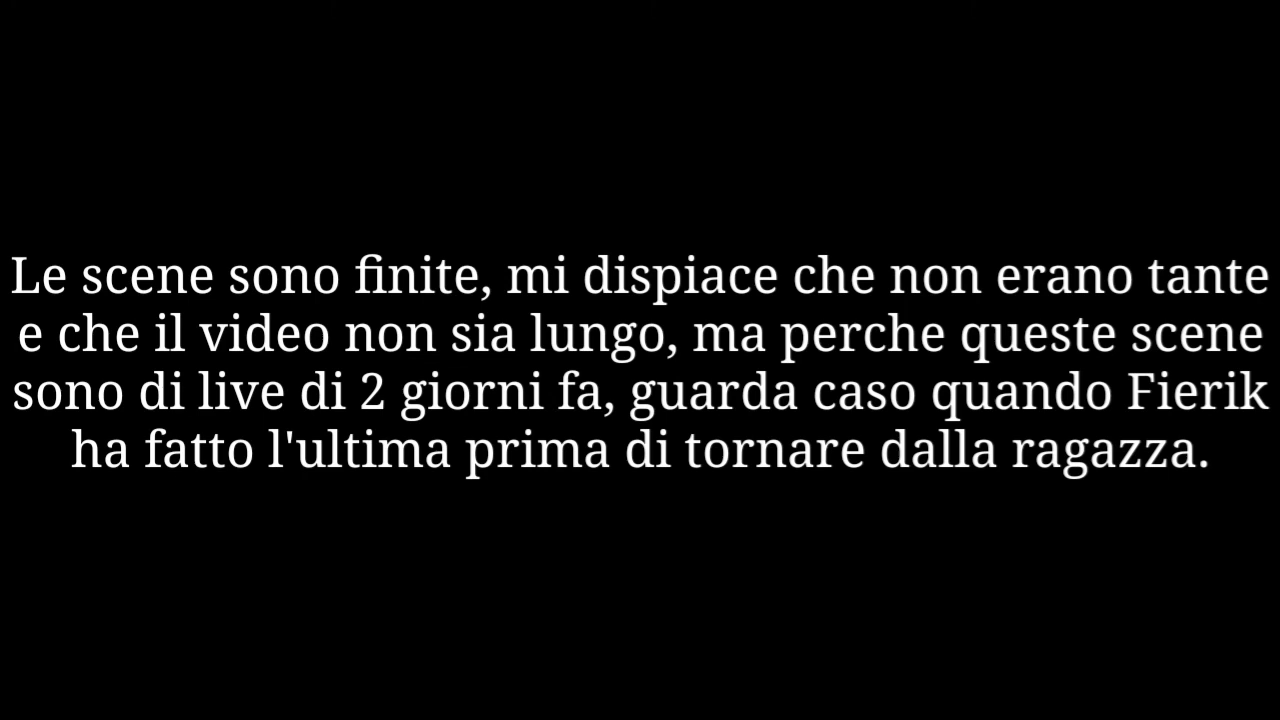 Le scene sono finite, mi dispiace che non erano tante
e che il video non sia lungo, ma perche queste scene
sono di live di 2 giorni fa, guarda caso quando Fierik
ha fatto l'ultima prima di tornare dalla ragazza.